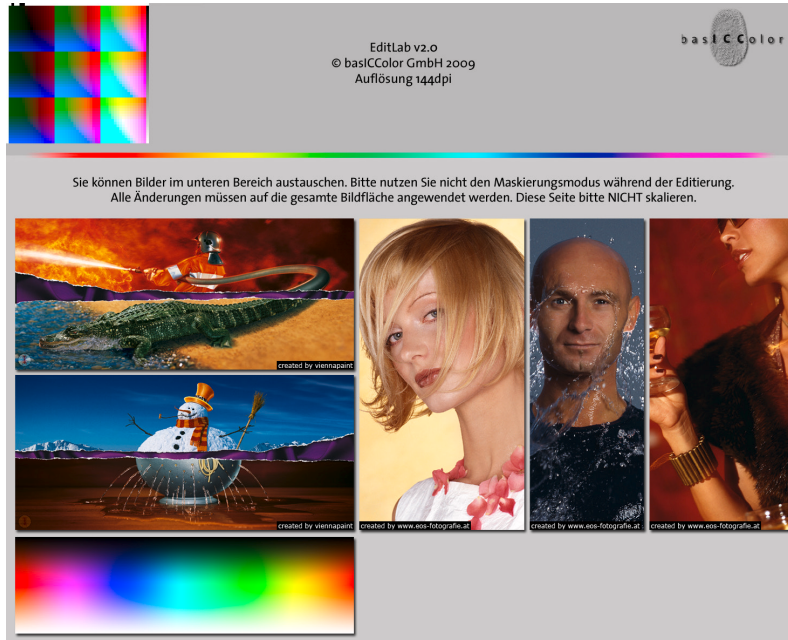 EditLab v2.0
© basICColor GmbH 2009
Auflösung 144dpi
basICColor
Sie können Bilder im unteren Bereich austauschen. Bitte nutzen Sie nicht den Maskierungsmodus während der Editierung.
Alle Änderungen müssen auf die gesamte Bildfläche angewendet werden. Diese Seite bitte NICHT skalieren.
created by viennapaint
created by viennapaint
created by www.eos-fotografie.at
created by www.eos-fotografie.at
created by www.eos-fotografie.at